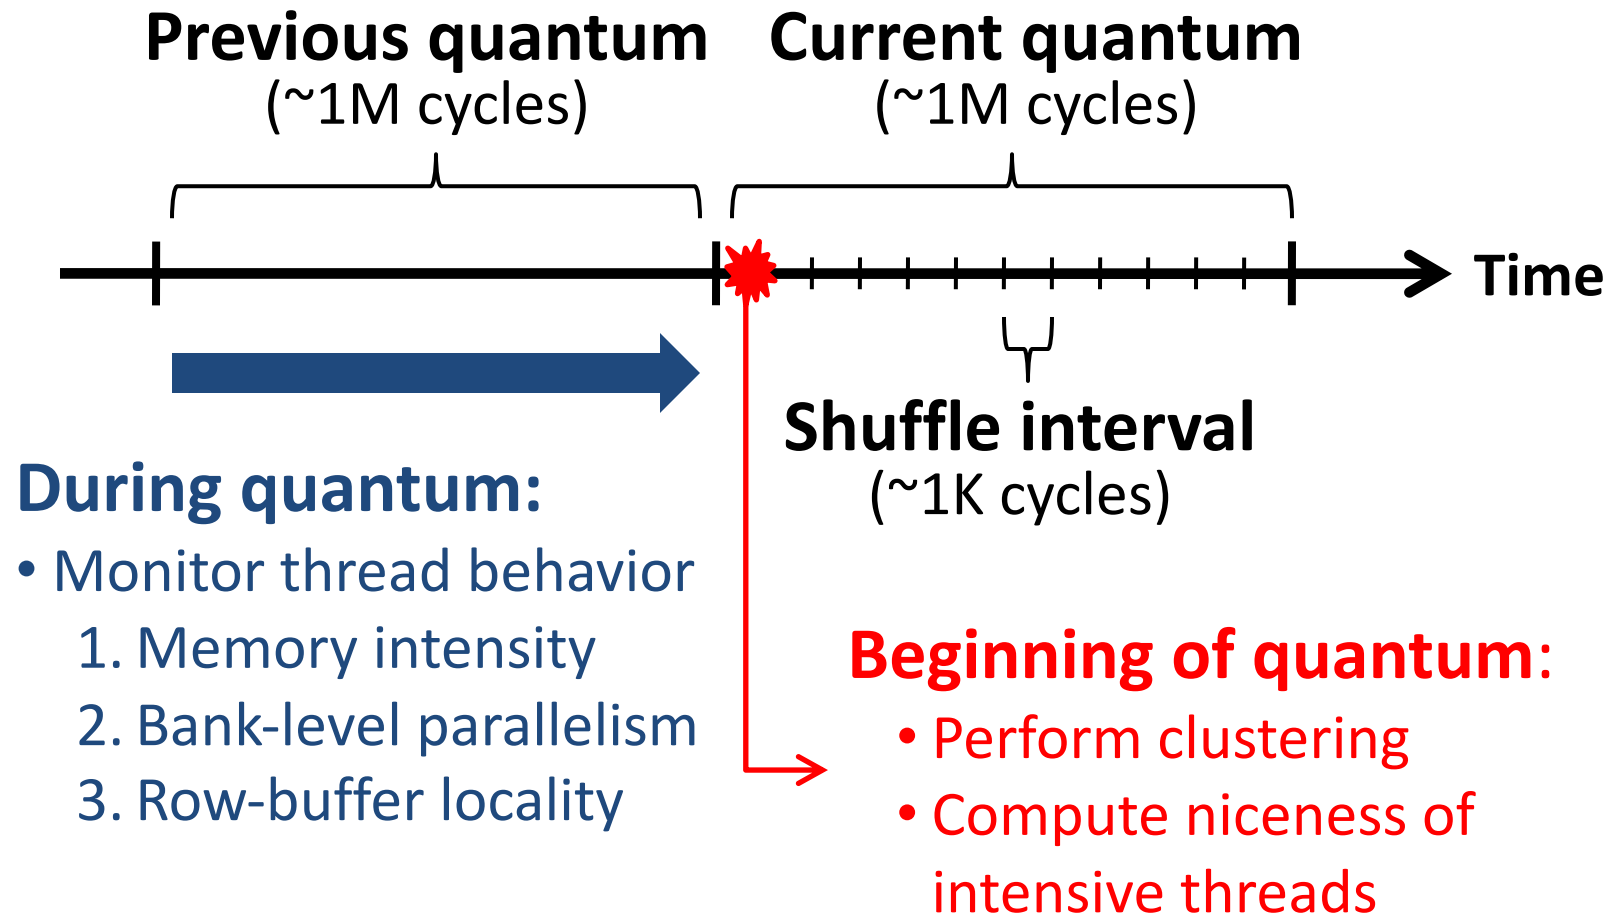 Previous quantum
(~1M cycles)
Current quantum
(~1M cycles)
Time
Shuffle interval
(~1K cycles)
During quantum:
• Monitor thread behavior
1. Memory intensity
2. Bank-level parallelism
3. Row-buffer locality
Beginning of quantum:
• Perform clustering
• Compute niceness of
intensive threads